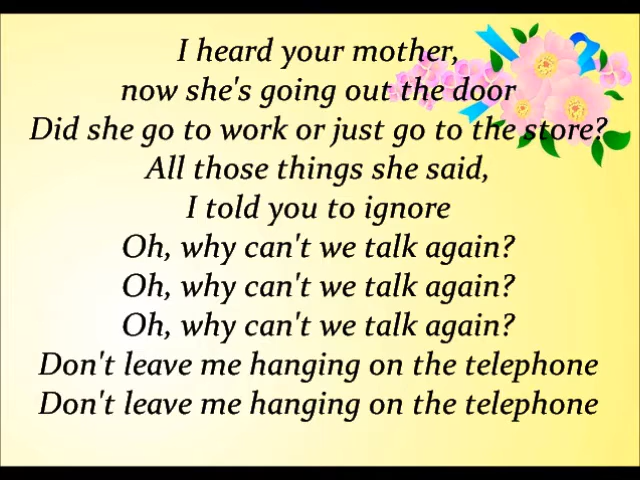 I heard your mother,
now she's going out the door
Did she go to work or just go to the store?
All those things she said,
I told you to ignore
Oh, why can't we talk again?
Oh, why can't we talk again?
Oh, why can't we talk again?
Don't leave me hanging on the telephone
Don't leave me hanging on the telephone